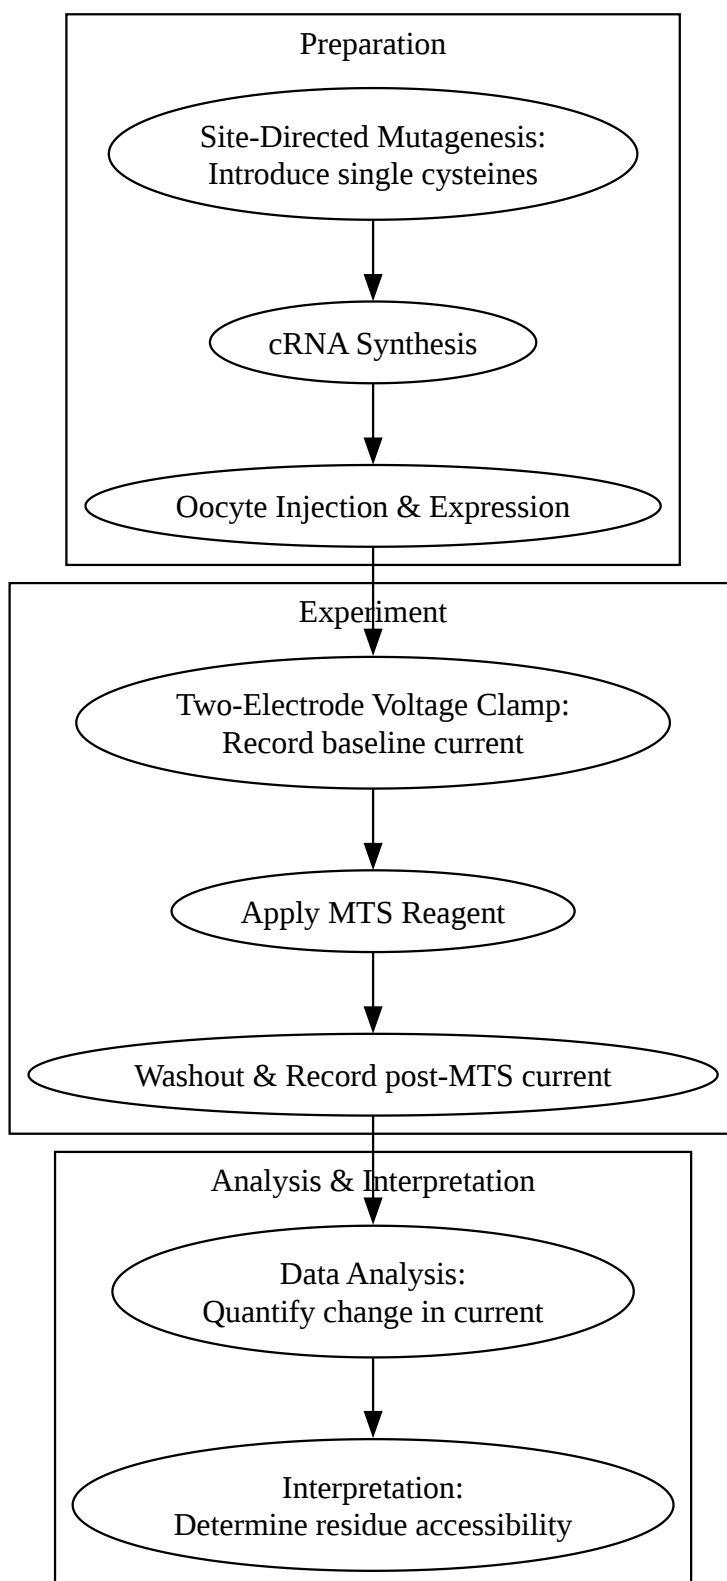 Preparation
Site-Directed Mutagenesis:
Introduce single cysteines
cRNA Synthesis
Oocyte Injection & Expression
Experiment
Two-Electrode Voltage Clamp:
Record baseline current
Apply MTS Reagent
Washout & Record post-MTS current
Analysis & Interpretation
Data Analysis:
Quantify change in current
Interpretation:
Determine residue accessibility